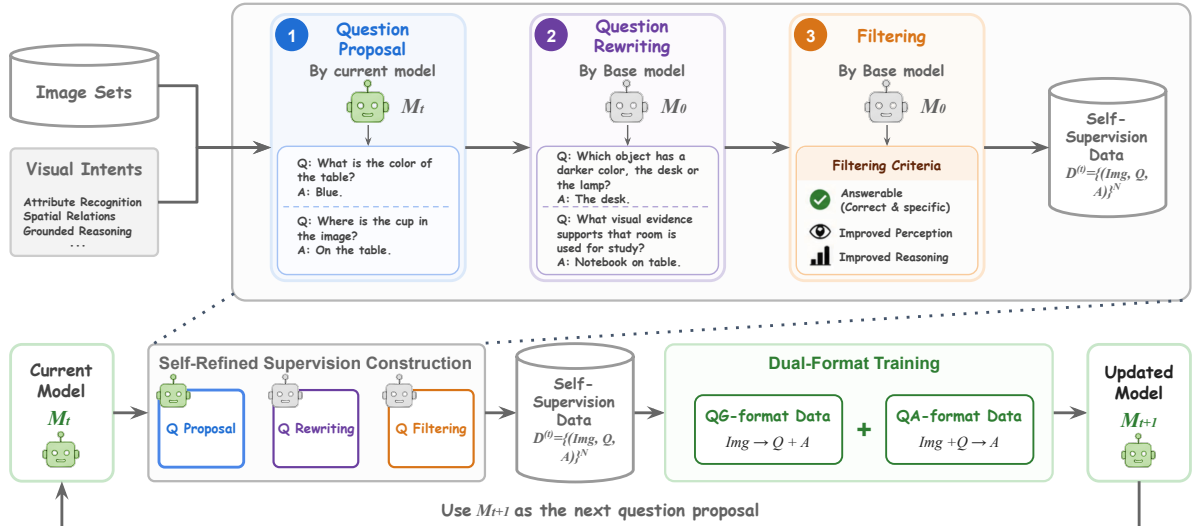 Image Sets
Visual Intents
Attribute Recognition
Spatial Relations
Grounded Reasoning
...
1
Question
Proposal
By current model
Mt
Q: What is the color of
the table?
A: Blue.
Q: Where is the cup in
the image?
A: On the table.
2
Question
Rewriting
By Base model
M0
Q: Which object has a
darker color, the desk or
the lamp?
A: The desk.
Q: What visual evidence
supports that room is
used for study?
A: Notebook on table.
3
Filtering
By Base model
M0
Filtering Criteria
Answerable
(Correct & specific)
Improved Perception
Improved Reasoning
Self-
Supervision
Data
D(t)={(Img, Q,
A)}N
Current
Model
Mt
Self-Refined Supervision Construction
Q Proposal
Q Rewriting
Q Filtering
Self-
Supervision
Data
D(t)={(Img, Q,
A)}N
Dual-Format Training
QG-format Data
Img → Q + A
+
QA-format Data
Img +Q → A
Updated
Model
Mt+1
Use Mt+1 as the next question proposal